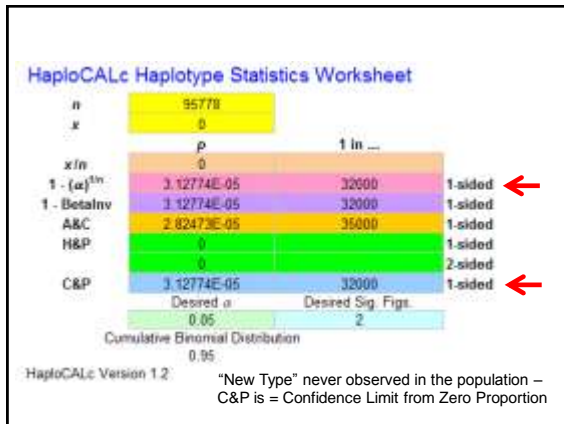 HaploCALc Haplotype Statistics Worksheet
n 95778
x 0
p 1 in ...
x/n 0
1 - (α)^1/n 3.12774E-05 32000 1-sided
1 - BetaInv 3.12774E-05 32000 1-sided
A&C 2.82473E-05 35000 1-sided
H&P 0 1-sided
0 2-sided
C&P 3.12774E-05 32000 1-sided
Desired α Desired Sig. Figs.
0.05 2
Cumulative Binomial Distribution
0.95
HaploCALc Version 1.2
“New Type” never observed in the population –
C&P is = Confidence Limit from Zero Proportion